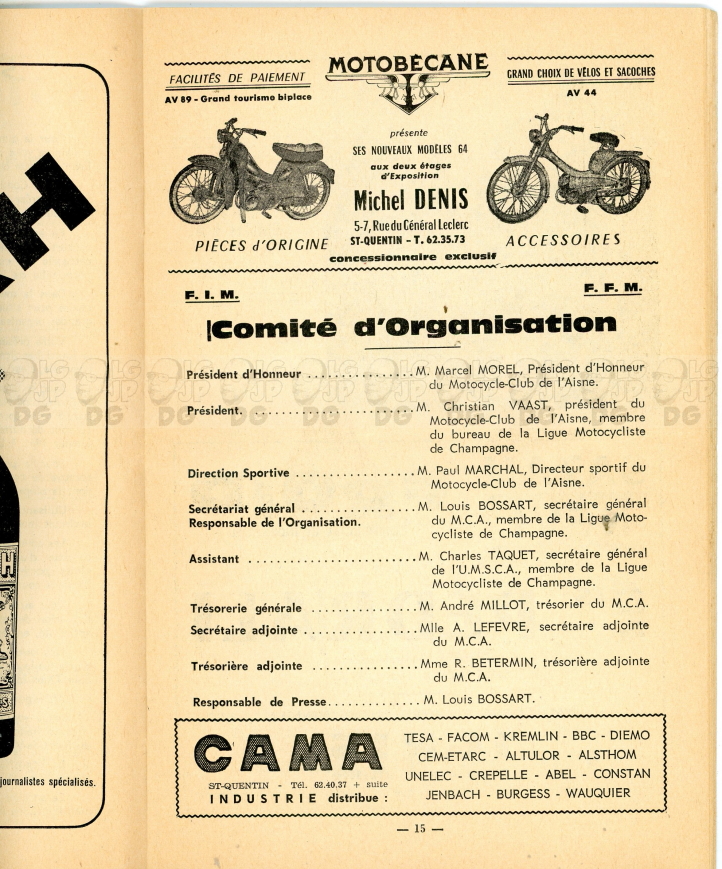 FACILITÉS DE PAIEMENT
AV 89 - Grand tourisme biplace
MOTOBÉCANE
GRAND CHOIX DE VÉLOS ET SACOCHES
AV 44
présente
SES NOUVEAUX MODÈLES 64
aux deux étages
d'Exposition
Michel DENIS
5-7, Rue du Général Leclerc
ST-QUENTIN - T. 62.35.73
concessionnaire exclusif
PIÈCES d'ORIGINE
ACCESSOIRES
F. I. M.
F. F. M.
Comité d'Organisation
Président d'Honneur . . . . . . . . . . . . . . . M. Marcel MOREL, Président d'Honneur
du Motocycle-Club de l'Aisne.
Président. . . . . . . . . . . . . . . . . . . . . . . M. Christian VAAST, président du
Motocycle-Club de l'Aisne, membre
du bureau de la Ligue Motocycliste
de Champagne.
Direction Sportive . . . . . . . . . . . . . . . . . M. Paul MARCHAL, Directeur sportif du
Motocycle-Club de l'Aisne.
Secrétariat général . . . . . . . . . . . . . . . . M. Louis BOSSART, secrétaire général
Responsable de l'Organisation. du M.C.A., membre de la Ligue Moto-
cycliste de Champagne.
Assistant . . . . . . . . . . . . . . . . . . . . . . . M. Charles TAQUET, secrétaire général
de l'U.M.S.C.A., membre de la Ligue
Motocycliste de Champagne.
Trésorerie générale . . . . . . . . . . . . . . . M. André MILLOT, trésorier du M.C.A.
Secrétaire adjointe . . . . . . . . . . . . . . . . Mlle A. LEFEVRE, secrétaire adjointe
du M.C.A.
Trésorière adjointe . . . . . . . . . . . . . . . Mme R. BETERMIN, trésorière adjointe
du M.C.A.
Responsable de Presse. . . . . . . . . . . . . M. Louis BOSSART.
CAMA
ST-QUENTIN - Tél. 62.40.37 + suite
INDUSTRIE distribue :
TESA - FACOM - KREMLIN - BBC - DIEMO
CEM-ETARC - ALTULOR - ALSTHOM
UNELEC - CREPELLE - ABEL - CONSTAN
JENBACH - BURGESS - WAUQUIER
— 15 —
journalistes spécialisés.
H
H
LG
JP
DG